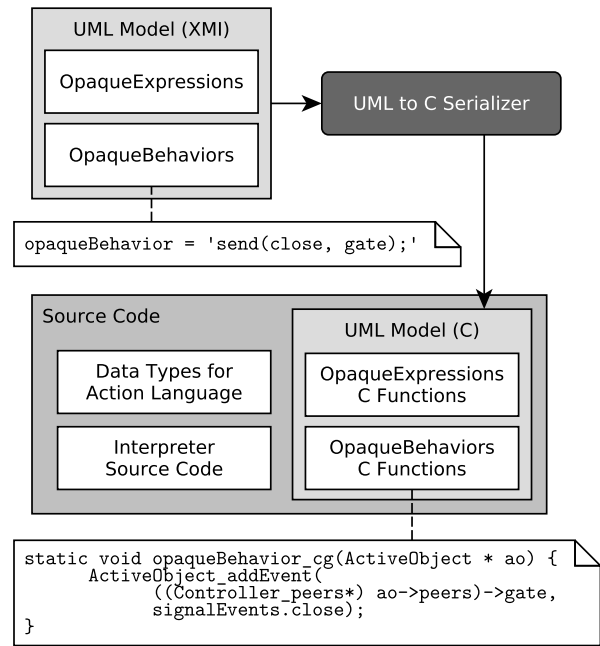 UML Model (XMI)
OpaqueExpressions
OpaqueBehaviors
UML to C Serializer
opaqueBehavior = 'send(close, gate);'
Source Code
Data Types for
Action Language
Interpreter
Source Code
UML Model (C)
OpaqueExpressions
C Functions
OpaqueBehaviors
C Functions
static void opaqueBehavior_cg(ActiveObject * ao) {
ActiveObject_addEvent(
((Controller_peers*) ao->peers)->gate,
signalEvents.close);
}